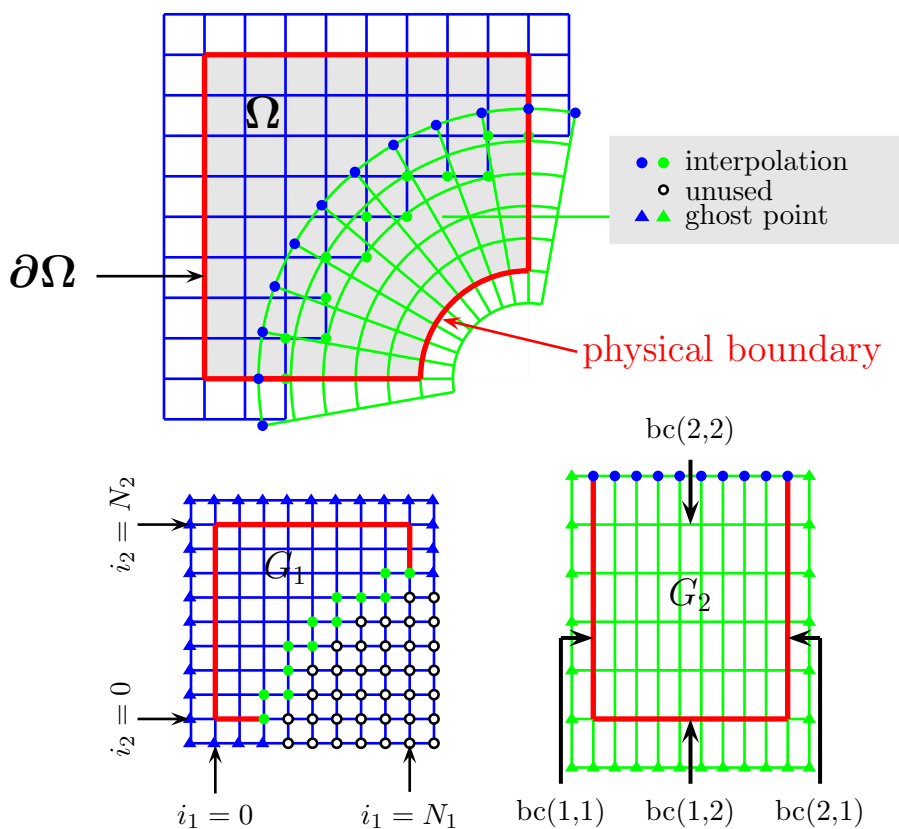 Ω
interpolation
unused
ghost point
∂Ω
physical boundary
bc(2,2)
i₂ = N₂
G₁
G₂
i₂ = 0
i₁ = 0
i₁ = N₁
bc(1,1)
bc(1,2)
bc(2,1)